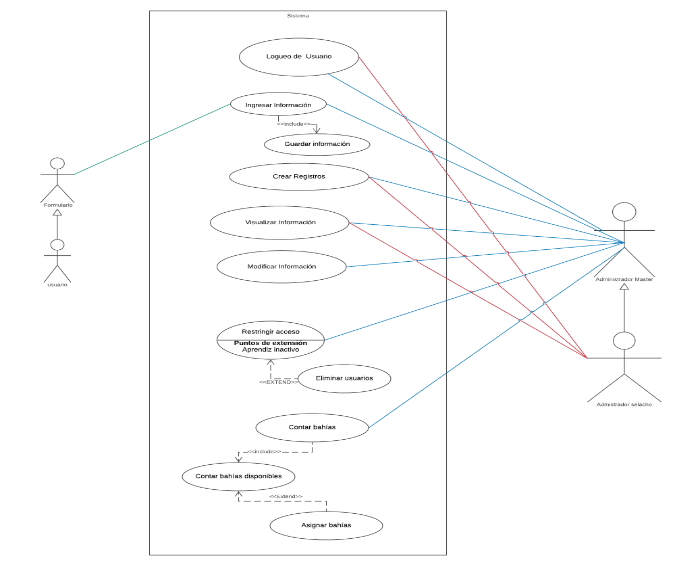 Sistema
Logueo de Usuario
Ingresar Información
<<include>>
Guardar información
Crear Registros
Visualizar Información
Modificar Información
Restringir acceso
Puntos de extensión
Aprendiz inactivo
<<EXTEND>>
Eliminar usuarios
Contar bahías
<<include>>
Contar bahías disponibles
<<Extend>>
Asignar bahías
Formulario
usuario
Administrador Master
Admitrador selacho